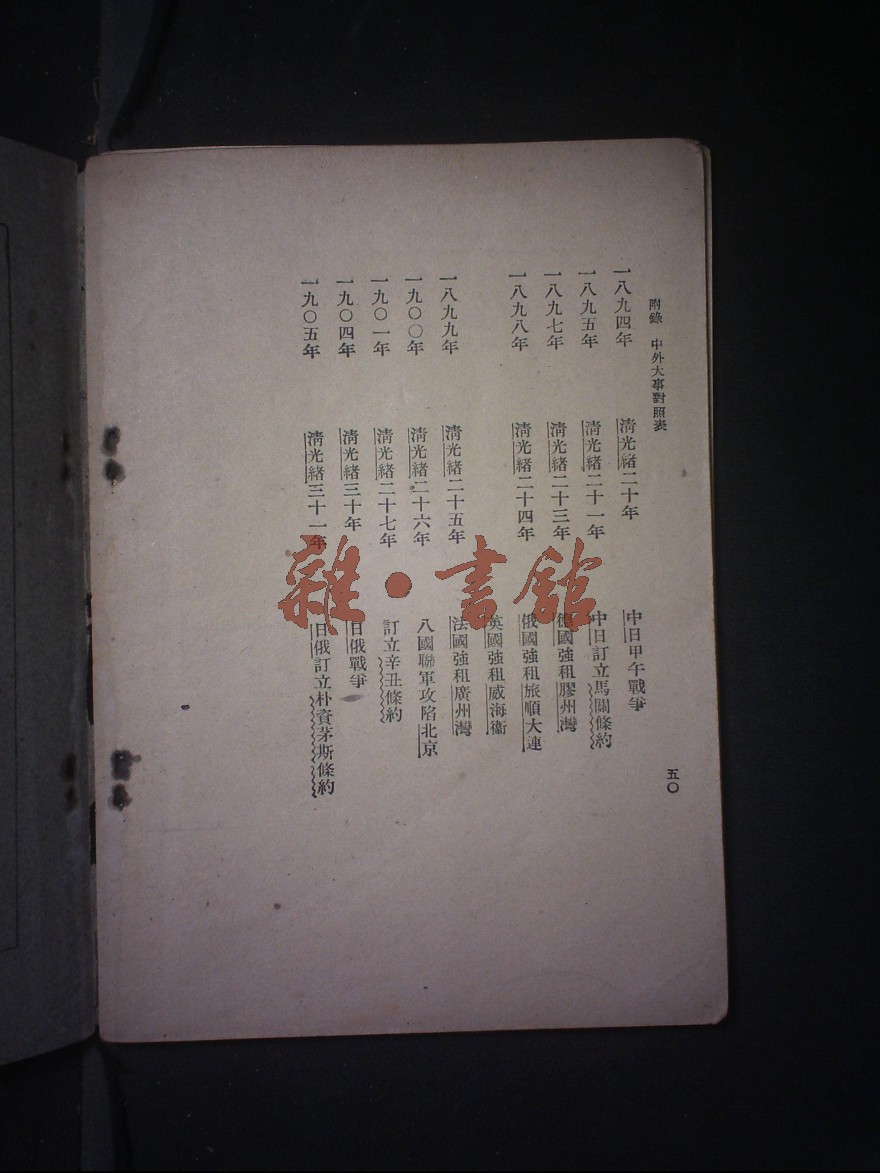 附錄 中外大事對照表
五〇
一八九四年 清光緒二十年 中日甲午戰爭
一八九五年 清光緒二十一年 中日訂立馬關條約
一八九七年 清光緒二十三年 德國強租膠州灣
一八九八年 清光緒二十四年 俄國強租旅順大連
英國強租威海衞
一八九九年 清光緒二十五年 法國強租廣州灣
一九〇〇年 清光緒二十六年 八國聯軍攻陷北京
一九〇一年 清光緒二十七年 訂立辛丑條約
一九〇四年 清光緒三十年 日俄戰爭
一九〇五年 清光緒三十一年 日俄訂立朴資茅斯條約
雜·書館